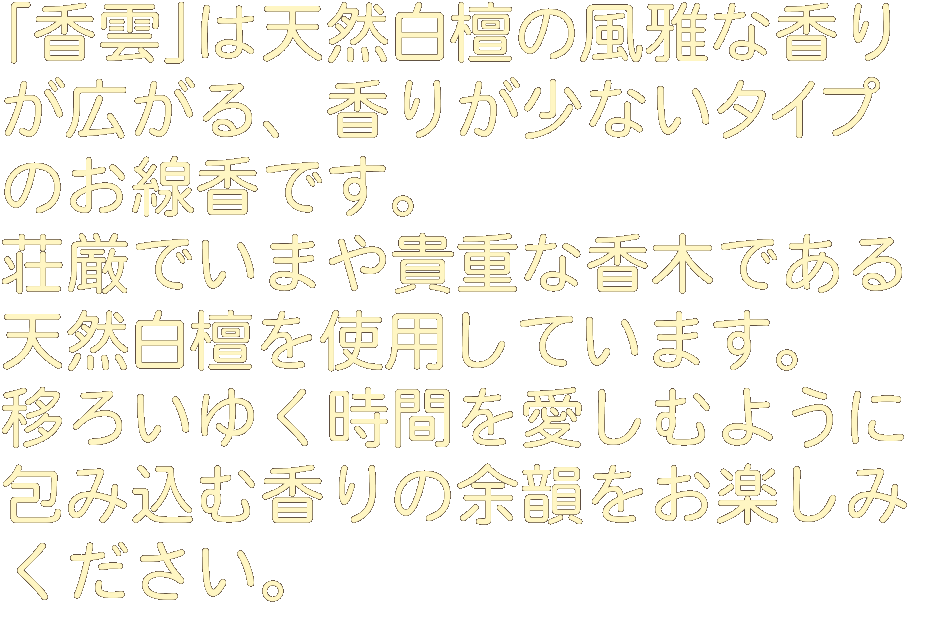 「香雲」は天然白檀の風雅な香り
が広がる、香りが少ないタイプ
のお線香です。
荘厳でいまや貴重な香木である
天然白檀を使用しています。
移ろいゆく時間を愛しむように
包み込む香りの余韻をお楽しみ
ください。